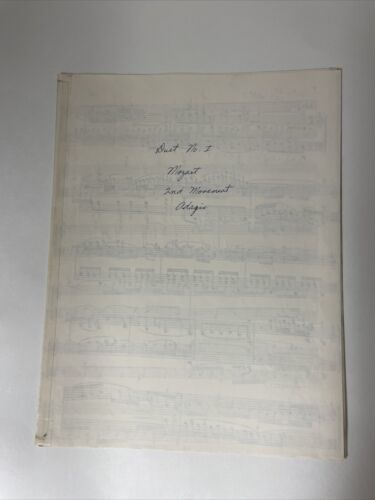 Duet No. I
Mozart
2nd Movement
Adagio